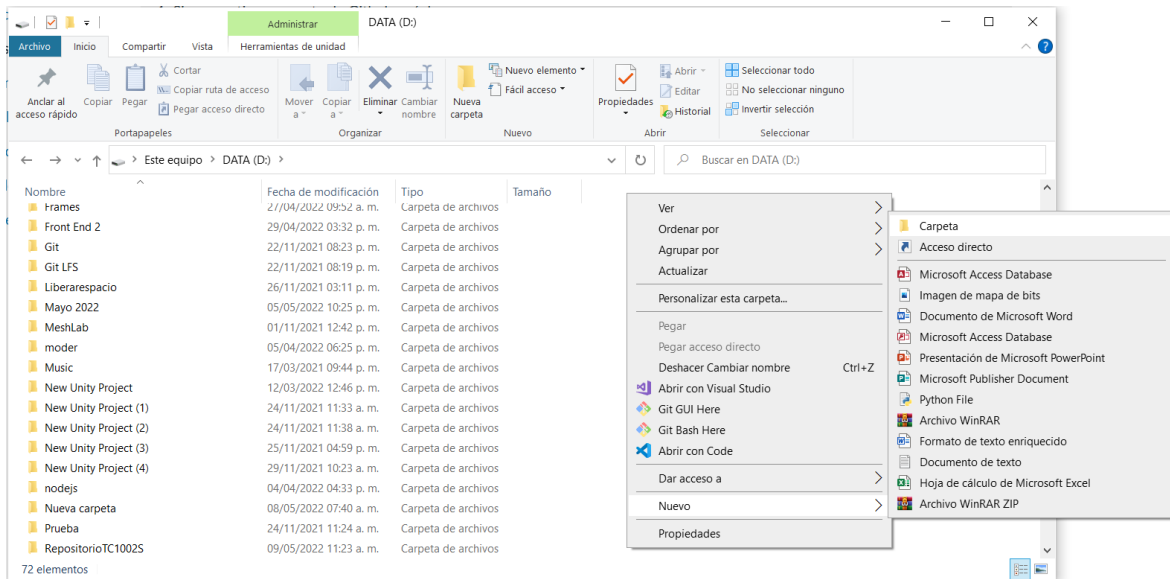 Administrar
DATA (D:)
Archivo
Inicio
Compartir
Vista
Herramientas de unidad
Anclar al
acceso rápido
Copiar
Pegar
Cortar
Copiar ruta de acceso
Pegar acceso directo
Portapapeles
Mover
a
Copiar
a
Eliminar
Cambiar
nombre
Organizar
Nueva
carpeta
Nuevo elemento
Fácil acceso
Nuevo
Propiedades
Abrir
Editar
Historial
Abrir
Seleccionar todo
No seleccionar ninguno
Invertir selección
Seleccionar
Este equipo > DATA (D:) >
Buscar en DATA (D:)
Nombre Fecha de modificación Tipo Tamaño
Frames 27/04/2022 09:52 a. m. Carpeta de archivos
Front End 2 29/04/2022 03:32 p. m. Carpeta de archivos
Git 22/11/2021 08:23 p. m. Carpeta de archivos
Git LFS 22/11/2021 08:19 p. m. Carpeta de archivos
Liberarespacio 26/11/2021 03:11 p. m. Carpeta de archivos
Mayo 2022 05/05/2022 10:25 p. m. Carpeta de archivos
MeshLab 01/11/2021 12:42 p. m. Carpeta de archivos
moder 05/04/2022 06:25 p. m. Carpeta de archivos
Music 17/03/2021 09:44 p. m. Carpeta de archivos
New Unity Project 12/03/2022 12:46 p. m. Carpeta de archivos
New Unity Project (1) 24/11/2021 11:33 a. m. Carpeta de archivos
New Unity Project (2) 24/11/2021 11:38 a. m. Carpeta de archivos
New Unity Project (3) 25/11/2021 04:59 p. m. Carpeta de archivos
New Unity Project (4) 29/11/2021 10:23 a. m. Carpeta de archivos
nodejs 04/04/2022 04:33 p. m. Carpeta de archivos
Nueva carpeta 08/05/2022 07:40 a. m. Carpeta de archivos
Prueba 24/11/2021 11:24 a. m. Carpeta de archivos
RepositorioTC1002S 09/05/2022 11:23 a. m. Carpeta de archivos
72 elementos
Ver
Ordenar por
Agrupar por
Actualizar
Personalizar esta carpeta...
Pegar
Pegar acceso directo
Deshacer Cambiar nombre Ctrl+Z
Abrir con Visual Studio
Git GUI Here
Git Bash Here
Abrir con Code
Dar acceso a
Nuevo
Propiedades
Carpeta
Acceso directo
Microsoft Access Database
Imagen de mapa de bits
Documento de Microsoft Word
Microsoft Access Database
Presentación de Microsoft PowerPoint
Microsoft Publisher Document
Python File
Archivo WinRAR
Formato de texto enriquecido
Documento de texto
Hoja de cálculo de Microsoft Excel
Archivo WinRAR ZIP